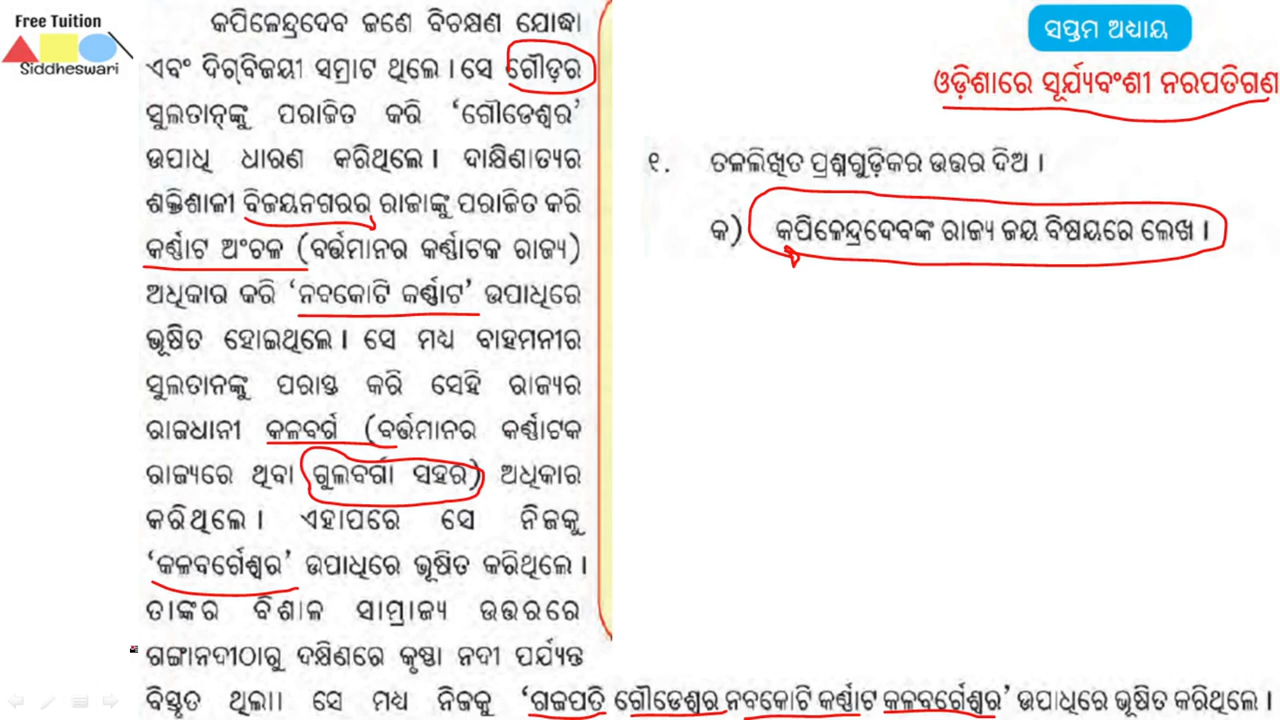 Free Tuition
Siddheswari
କପିଳେନ୍ଦ୍ରଦେବ ଜଣେ ବିଚକ୍ଷଣ ଯୋଦ୍ଧା
ଏବଂ ଦିଗ୍‌ବିଜୟୀ ସମ୍ରାଟ ଥିଲେ । ସେ ଗୌଡ଼ର
ସୁଲତାନ୍‌ଙ୍କୁ ପରାଜିତ କରି ‘ଗୌଡେଶ୍ୱର’
ଉପାଧି ଧାରଣ କରିଥିଲେ । ଦାକ୍ଷିଣାତ୍ୟର
ଶକ୍ତିଶାଳୀ ବିଜୟନଗରର ରାଜାଙ୍କୁ ପରାଜିତ କରି
କର୍ଣ୍ଣାଟ ଅଂଚଳ (ବର୍ତ୍ତମାନର କର୍ଣ୍ଣାଟକ ରାଜ୍ୟ)
ଅଧିକାର କରି ‘ନବକୋଟି କର୍ଣ୍ଣାଟ’ ଉପାଧିରେ
ଭୂଷିତ ହୋଇଥିଲେ । ସେ ମଧ୍ୟ ବାହମନୀର
ସୁଲତାନଙ୍କୁ ପରାସ୍ତ କରି ସେହି ରାଜ୍ୟର
ରାଜଧାନୀ କଳବର୍ଗ (ବର୍ତ୍ତମାନର କର୍ଣ୍ଣାଟକ
ରାଜ୍ୟରେ ଥିବା ଗୁଲବର୍ଗା ସହର) ଅଧିକାର
କରିଥିଲେ । ଏହାପରେ ସେ ନିଜକୁ
‘କଳବର୍ଗେଶ୍ୱର’ ଉପାଧିରେ ଭୂଷିତ କରିଥିଲେ ।
ତାଙ୍କର ବିଶାଳ ସାମ୍ରାଜ୍ୟ ଉତ୍ତରରେ
ଗଙ୍ଗାନଦୀଠାରୁ ଦକ୍ଷିଣରେ କୃଷ୍ଣା ନଦୀ ପର୍ଯ୍ୟନ୍ତ
ବିସ୍ତୃତ ଥିଲା। ସେ ମଧ୍ୟ ନିଜକୁ ‘ଗଜପତି ଗୌଡେଶ୍ୱର ନବକୋଟି କର୍ଣ୍ଣାଟ କଳବର୍ଗେଶ୍ୱର’ ଉପାଧିରେ ଭୂଷିତ କରିଥିଲେ ।
ସପ୍ତମ ଅଧ୍ୟାୟ
ଓଡ଼ିଶାରେ ସୂର୍ଯ୍ୟବଂଶୀ ନରପତିଗଣ
୧. ତଳଲିଖିତ ପ୍ରଶ୍ନଗୁଡ଼ିକର ଉତ୍ତର ଦିଅ ।
କ) କପିଳେନ୍ଦ୍ରଦେବଙ୍କ ରାଜ୍ୟ ଜୟ ବିଷୟରେ ଲେଖ ।